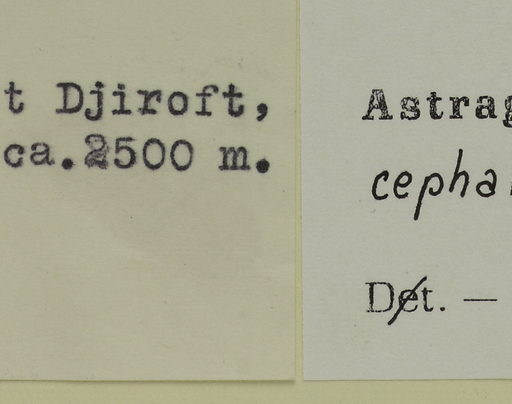 t Djiroft,
ca. 2500 m.
Astrag
cepha
Det. —